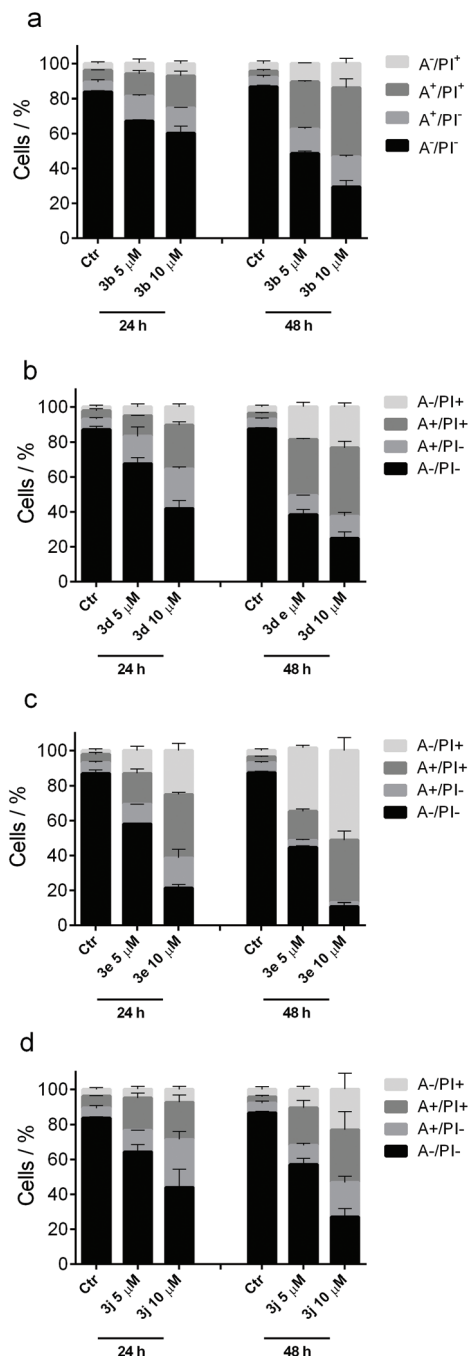 a
Cells / %
100
80
60
40
20
0
A⁻/PI⁺
A⁺/PI⁺
A⁺/PI⁻
A⁻/PI⁻
Ctr
3b 5 μM
3b 10 μM
Ctr
3b 5 μM
3b 10 μM
24 h
48 h
b
Cells / %
100
80
60
40
20
0
A-/PI+
A+/PI+
A+/PI-
A-/PI-
Ctr
3d 5 μM
3d 10 μM
Ctr
3d e μM
3d 10 μM
24 h
48 h
c
Cells / %
100
80
60
40
20
0
A-/PI+
A+/PI+
A+/PI-
A-/PI-
Ctr
3e 5 μM
3e 10 μM
Ctr
3e 5 μM
3e 10 μM
24 h
48 h
d
Cells / %
100
80
60
40
20
0
A-/PI+
A+/PI+
A+/PI-
A-/PI-
Ctr
3j 5 μM
3j 10 μM
Ctr
3j 5 μM
3j 10 μM
24 h
48 h